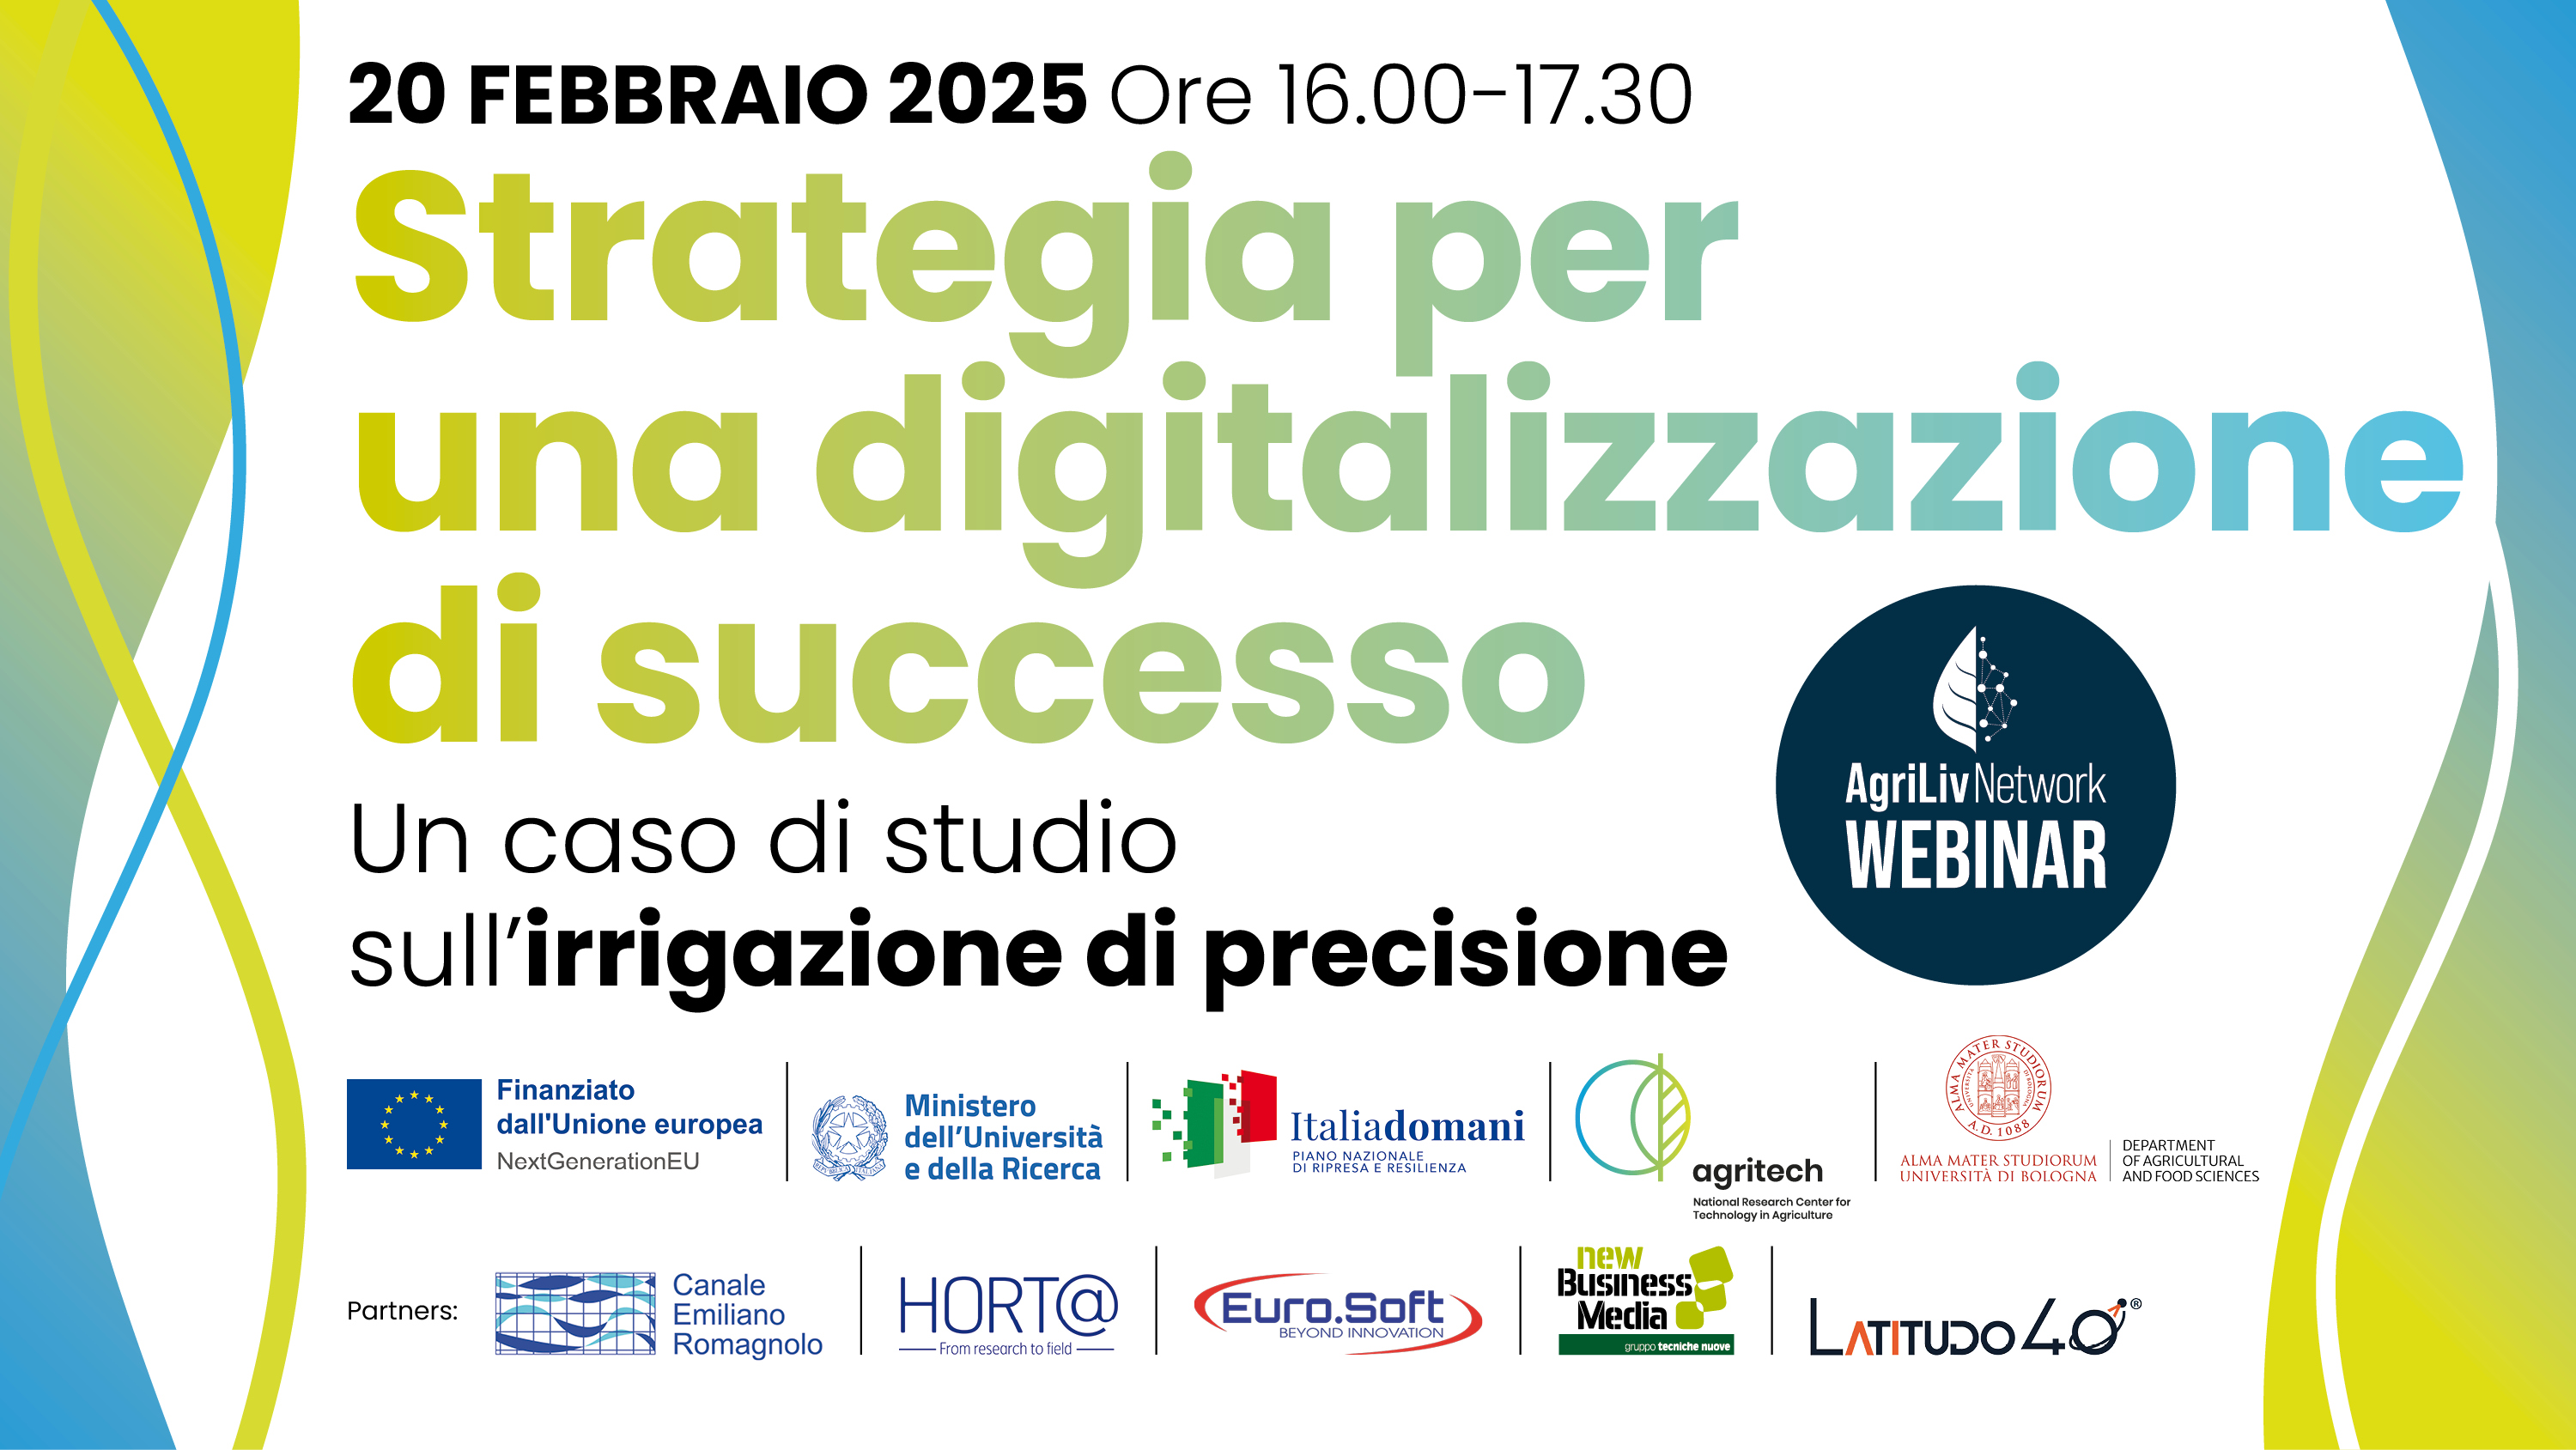 20 FEBBRAIO 2025 Ore 16.00-17.30
Strategia per
una digitalizzazione
di successo
Un caso di studio
sull'irrigazione di precisione
AgriLiv Network
WEBINAR
Finanziato
dall'Unione europea
NextGenerationEU
Ministero
dell'Università
e della Ricerca
Italiadomani
PIANO NAZIONALE
DI RIPRESA E RESILIENZA
agritech
National Research Center for
Technology in Agriculture
ALMA MATER STUDIORUM
A.D. 1088
ALMA MATER STUDIORUM
UNIVERSITÀ DI BOLOGNA
DEPARTMENT
OF AGRICULTURAL
AND FOOD SCIENCES
Partners:
Canale
Emiliano
Romagnolo
HORT@
From research to field
Euro.Soft
BEYOND INNOVATION
new
Business
Media
gruppo tecniche nuove
LATITUDO 40®